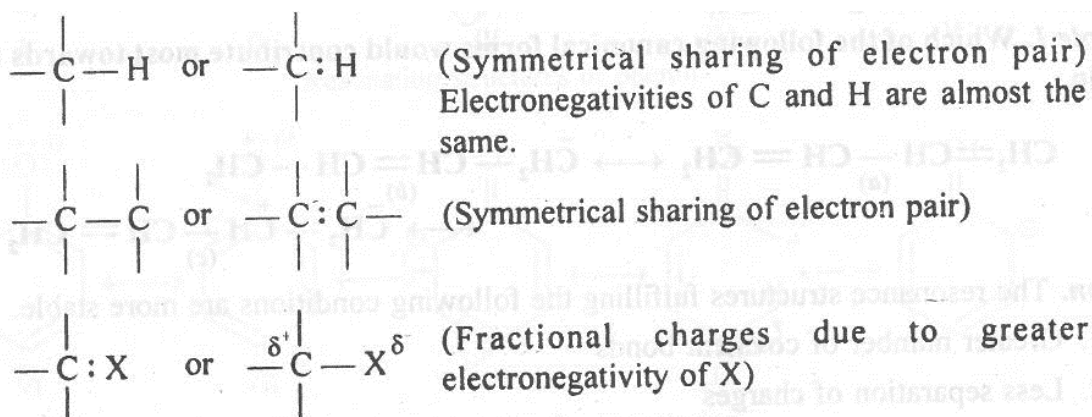 —C—H or —C:H (Symmetrical sharing of electron pair)
Electronegativities of C and H are almost the
same.
—C—C or —C:C— (Symmetrical sharing of electron pair)
—C:X or δ+C—Xδ (Fractional charges due to greater
electronegativity of X)